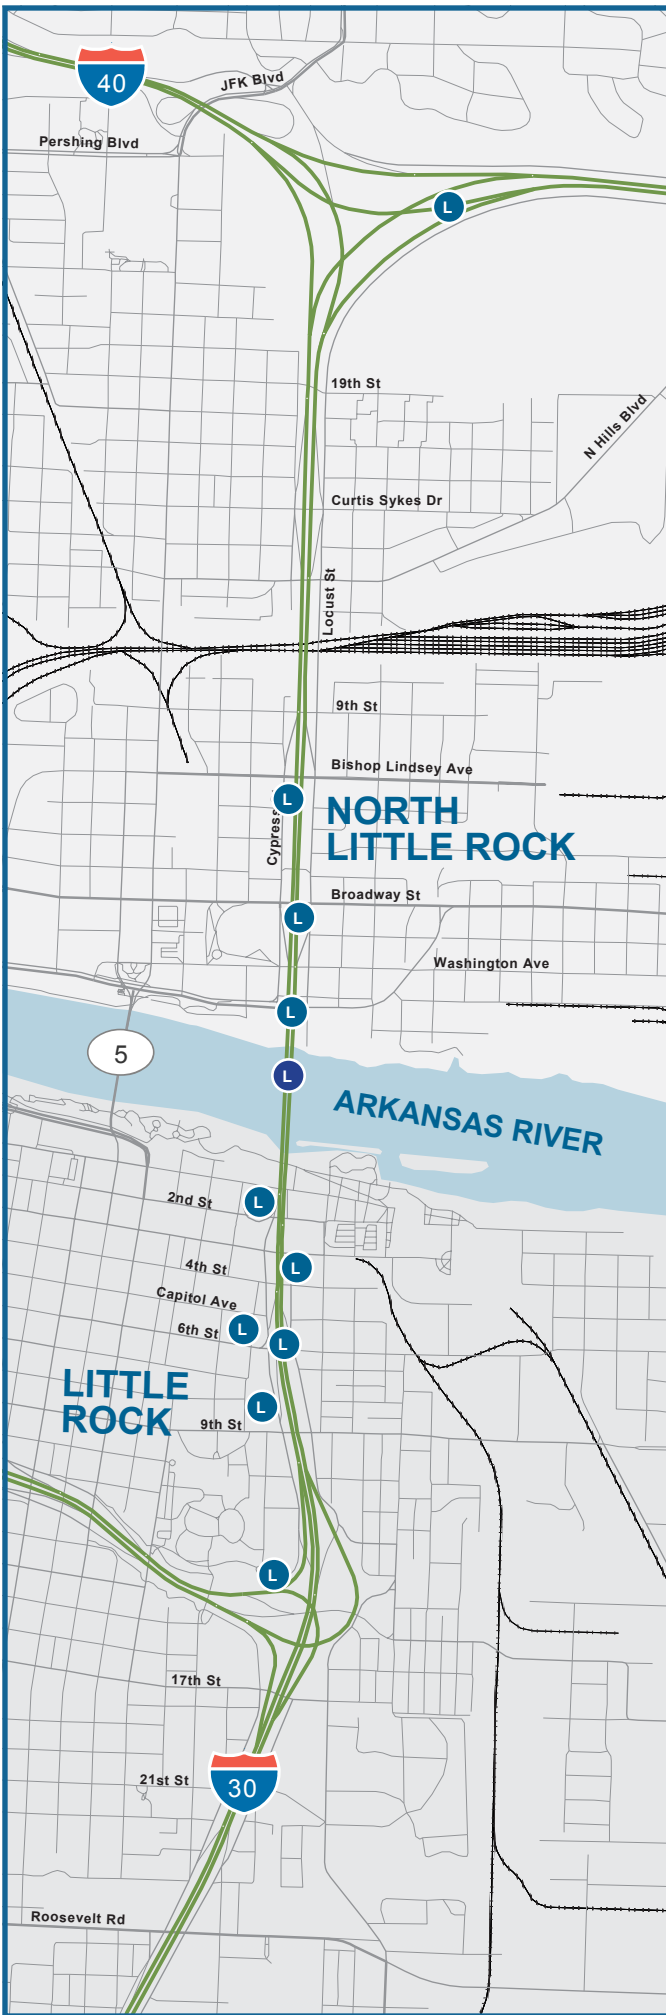 40
JFK Blvd
Pershing Blvd
L
19th St
N Hills Blvd
Curtis Sykes Dr
Locust St
9th St
Bishop Lindsey Ave
L
Cypress
NORTH
LITTLE ROCK
Broadway St
L
Washington Ave
L
5
L
ARKANSAS RIVER
2nd St
L
4th St
L
Capitol Ave
6th St
L
L
LITTLE
ROCK
L
9th St
L
17th St
21st St
30
Roosevelt Rd